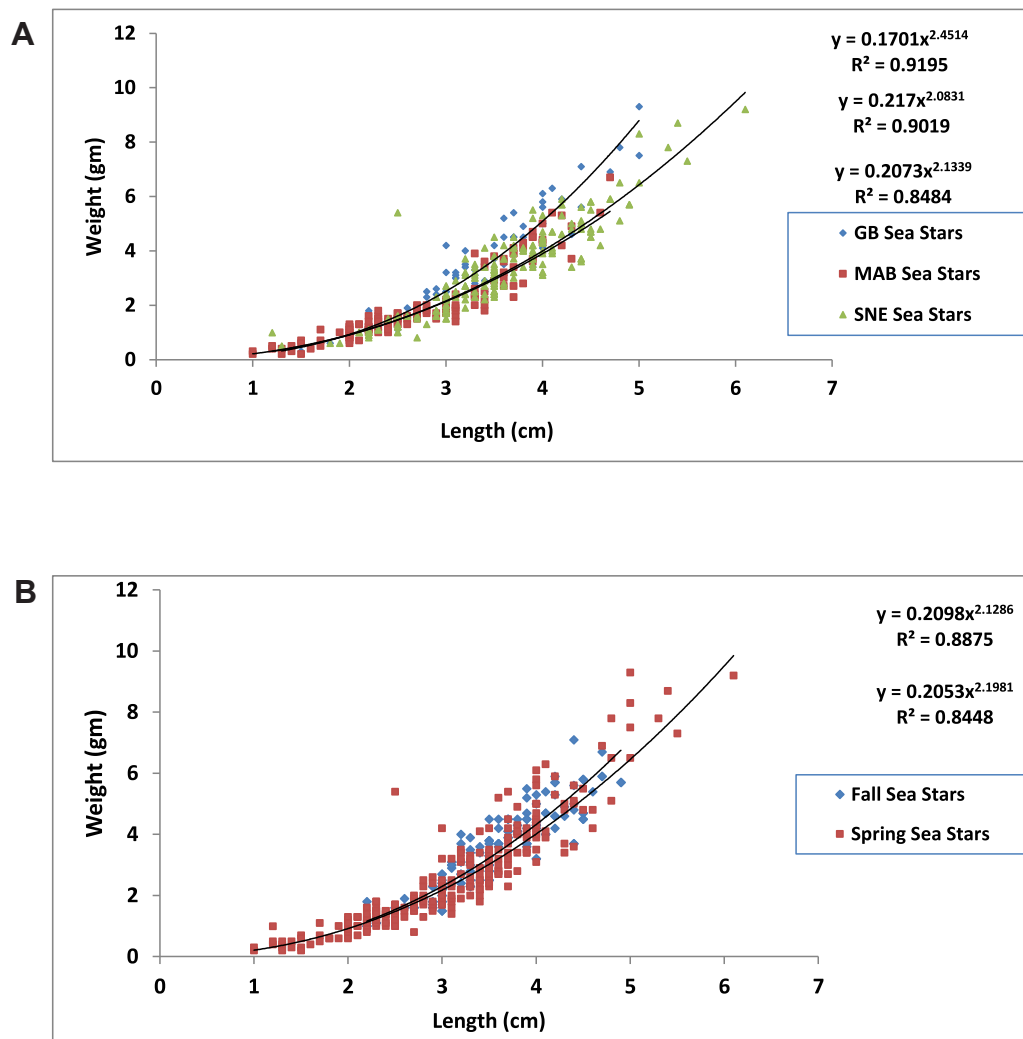 A
12
10
8
6
4
2
0
Weight (gm)
0 1 2 3 4 5 6 7
Length (cm)
y = 0.1701x^2.4514
R² = 0.9195
y = 0.217x^2.0831
R² = 0.9019
y = 0.2073x^2.1339
R² = 0.8484
GB Sea Stars
MAB Sea Stars
SNE Sea Stars
B
12
10
8
6
4
2
0
Weight (gm)
0 1 2 3 4 5 6 7
Length (cm)
y = 0.2098x^2.1286
R² = 0.8875
y = 0.2053x^2.1981
R² = 0.8448
Fall Sea Stars
Spring Sea Stars